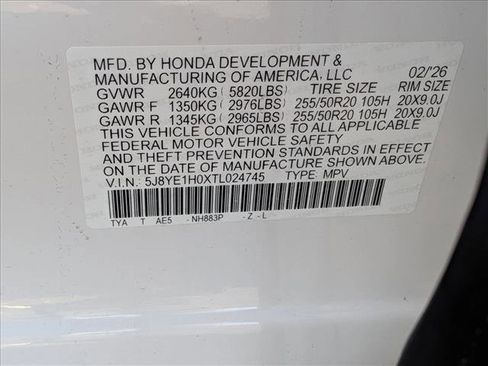 MFD. BY HONDA DEVELOPMENT &
MANUFACTURING OF AMERICA, LLC 02/26
GVWR 2640KG( 5820LBS) TIRE SIZE RIM SIZE
GAWR F 1350KG( 2976LBS) 255/50R20 105H 20X9.0J
GAWR R 1345KG( 2965LBS) 255/50R20 105H 20X9.0J
THIS VEHICLE CONFORMS TO ALL APPLICABLE
FEDERAL MOTOR VEHICLE SAFETY
STANDARDS IN EFFECT ON THE
DATE OF MANUFACTURE SHOWN ABOVE.
V.I.N.: 5J8YE1H0XTL024745 TYPE: MPV
TYA T AE5 -NH883P -Z-L